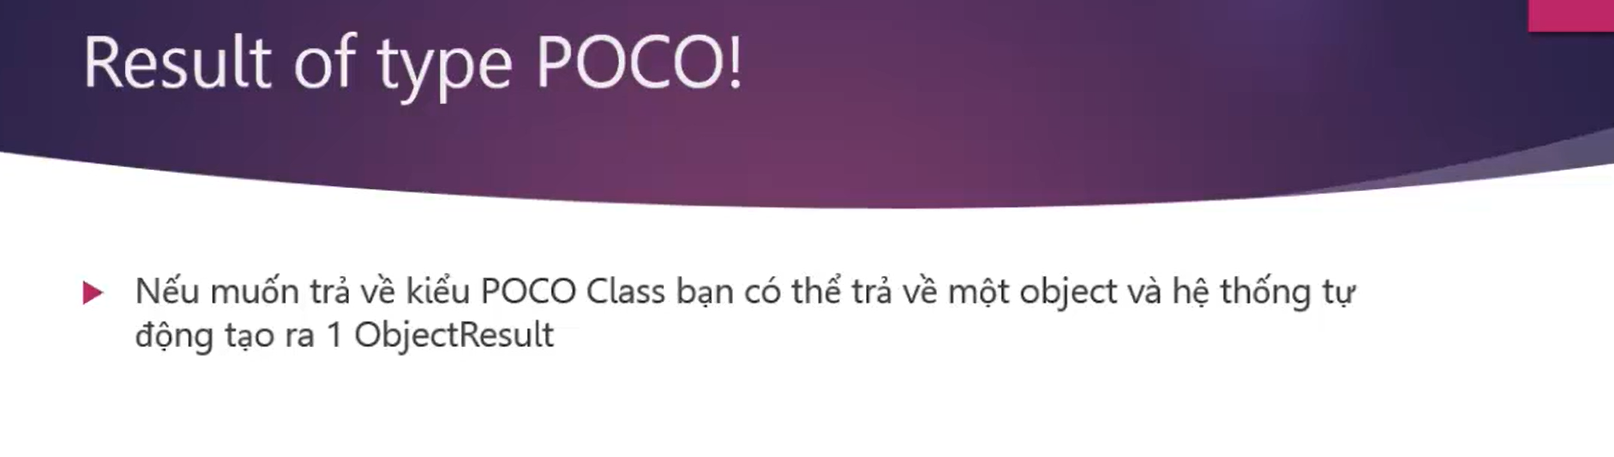 Result of type POCO!
Nếu muốn trả về kiểu POCO Class bạn có thể trả về một object và hệ thống tự
động tạo ra 1 ObjectResult